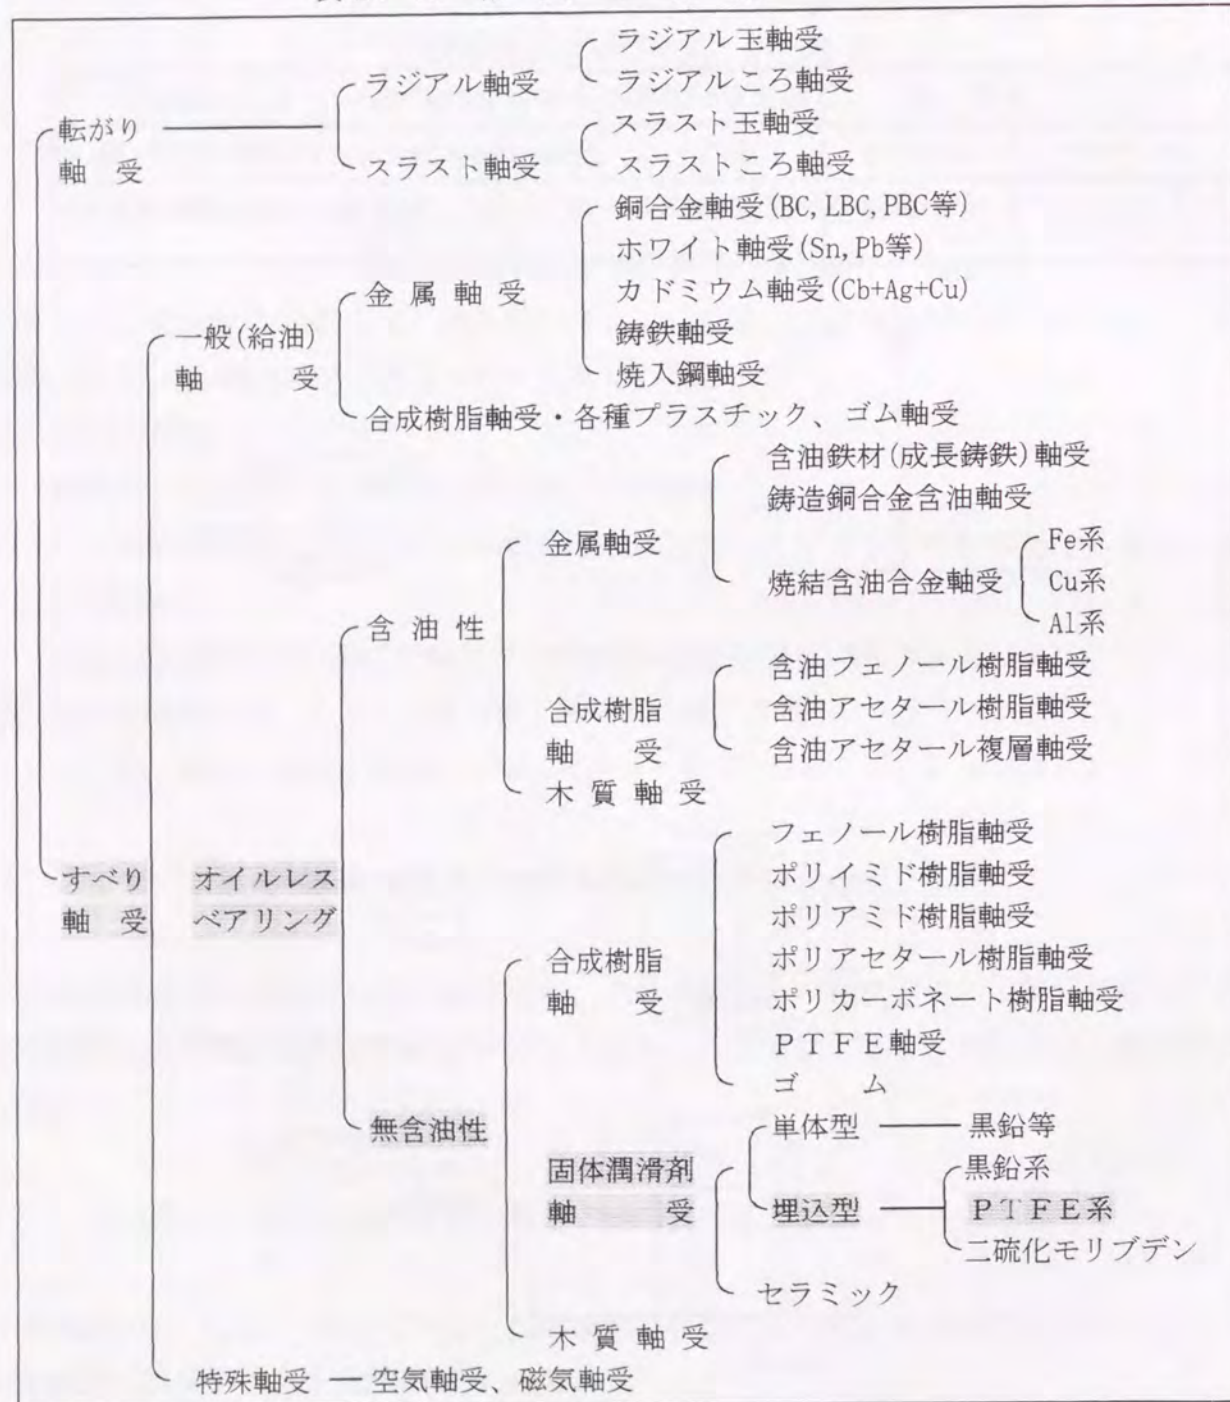 ラジアル玉軸受
ラジアル軸受 ラジアルころ軸受
転がり スラスト玉軸受
軸 受 スラスト軸受 スラストころ軸受
銅合金軸受(BC,LBC,PBC等)
ホワイト軸受(Sn,Pb等)
金 属 軸 受 カドミウム軸受(Cb+Ag+Cu)
一般(給油) 鋳鉄軸受
軸 受 焼入鋼軸受
合成樹脂軸受・各種プラスチック、ゴム軸受
含油鉄材(成長鋳鉄)軸受
鋳造銅合金含油軸受
金属軸受 Fe系
焼結含油合金軸受 Cu系
含 油 性 Al系
含油フェノール樹脂軸受
合成樹脂 含油アセタール樹脂軸受
軸 受 含油アセタール複層軸受
木 質 軸 受
フェノール樹脂軸受
すべり オイルレス ポリイミド樹脂軸受
軸 受 ベアリング ポリアミド樹脂軸受
合成樹脂 ポリアセタール樹脂軸受
軸 受 ポリカーボネート樹脂軸受
PTFE軸受
ゴ ム
無含油性 単体型 黒鉛等
固体潤滑剤 黒鉛系
軸 受 埋込型 PTFE系
二硫化モリブデン
セラミック
木 質 軸 受
特殊軸受 ― 空気軸受、磁気軸受